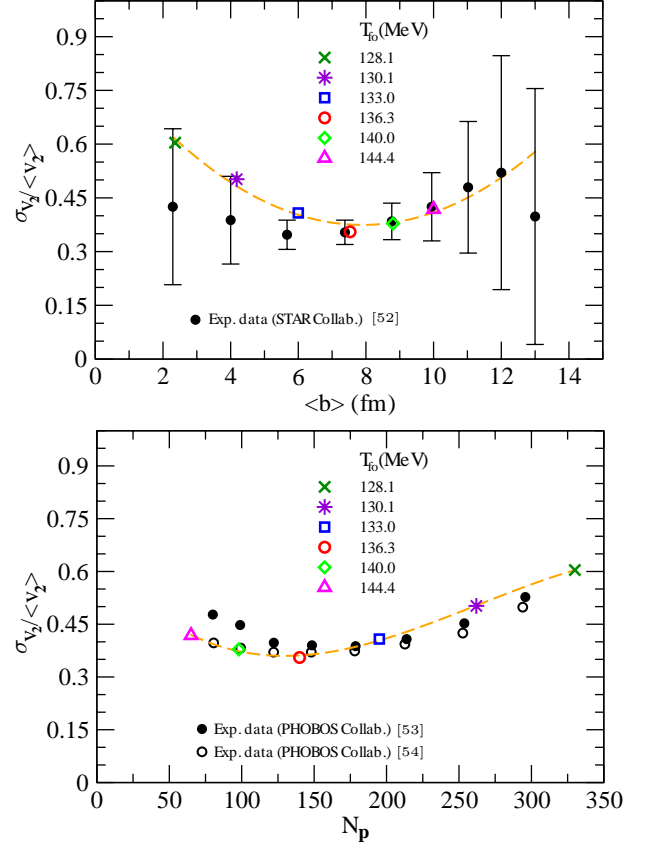 0.9
0.75
0.6
0.45
0.3
0.15
0
σv₂/<v₂>
T_fo(MeV)
128.1
130.1
133.0
136.3
140.0
144.4
Exp. data (STAR Collab.) [52]
0 2 4 6 8 10 12 14
<b> (fm)
0.9
0.75
0.6
0.45
0.3
0.15
0
σv₂/<v₂>
T_fo(MeV)
128.1
130.1
133.0
136.3
140.0
144.4
Exp. data (PHOBOS Collab.) [53]
Exp. data (PHOBOS Collab.) [54]
0 50 100 150 200 250 300 350
N_p